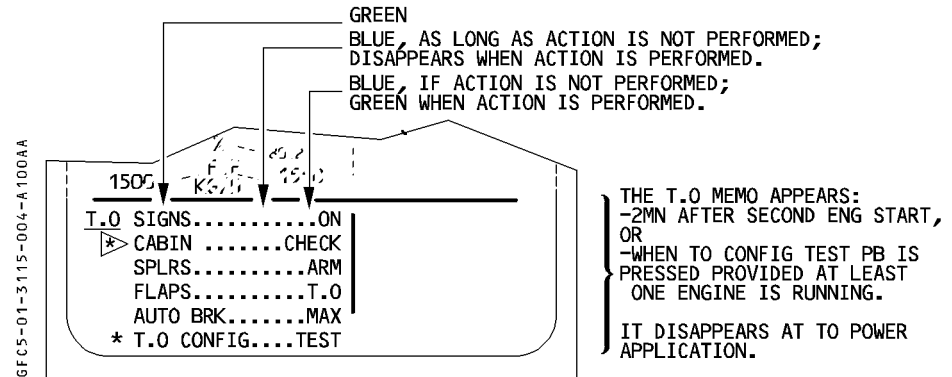 GREEN
BLUE, AS LONG AS ACTION IS NOT PERFORMED;
DISAPPEARS WHEN ACTION IS PERFORMED.
BLUE, IF ACTION IS NOT PERFORMED;
GREEN WHEN ACTION IS PERFORMED.
GFC5-01-3115-004-A100AA
T.O SIGNS...........ON
* CABIN .......CHECK
SPLRS..........ARM
FLAPS..........T.O
AUTO BRK.......MAX
* T.O CONFIG....TEST
THE T.O MEMO APPEARS:
-2MN AFTER SECOND ENG START,
OR
-WHEN TO CONFIG TEST PB IS
PRESSED PROVIDED AT LEAST
ONE ENGINE IS RUNNING.
IT DISAPPEARS AT TO POWER
APPLICATION.